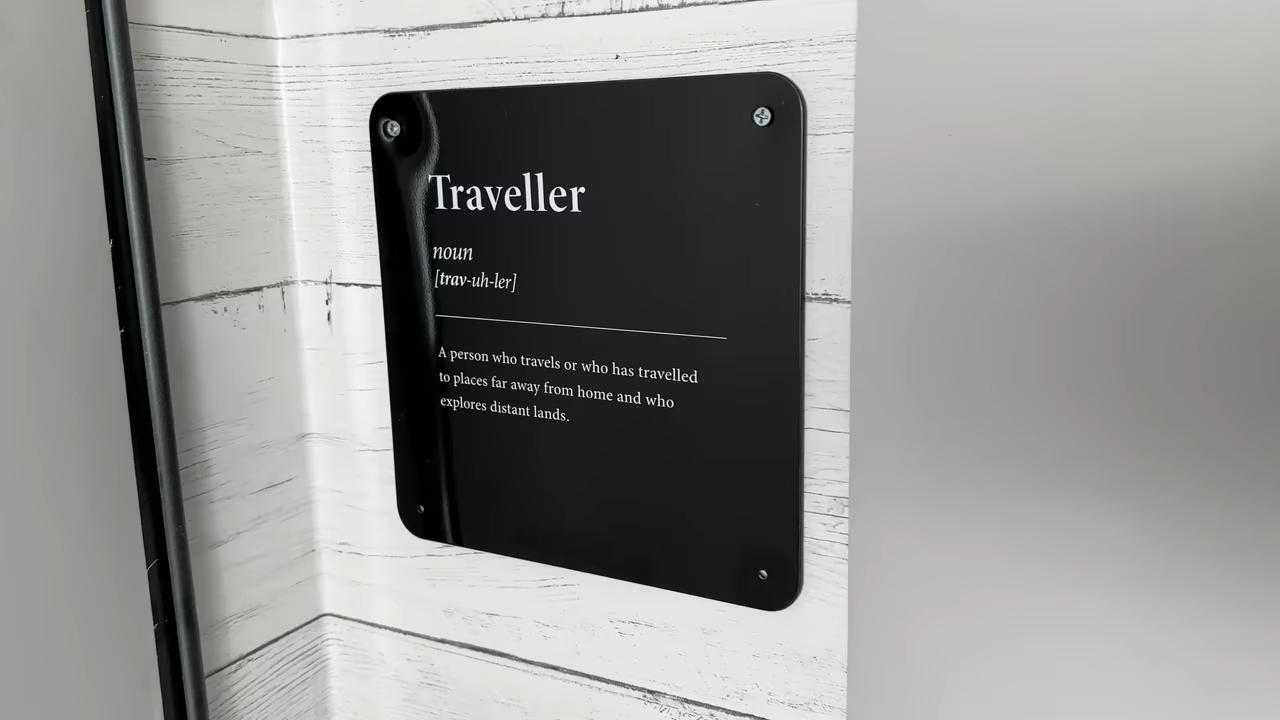 Traveller
noun
[trav-uh-ler]
A person who travels or who has travelled
to places far away from home and who
explores distant lands.